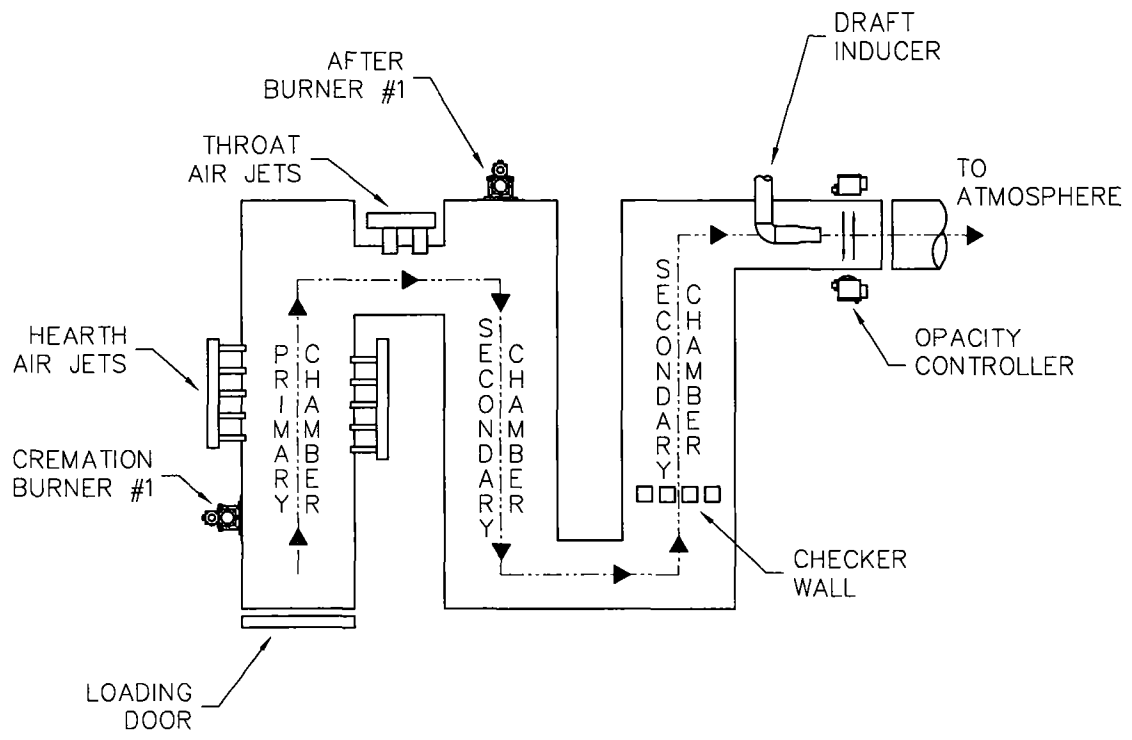 DRAFT
INDUCER
AFTER
BURNER #1
THROAT
AIR JETS
TO
ATMOSPHERE
HEARTH
AIR JETS
PRIMARY
CHAMBER
SECONDARY
CHAMBER
SECONDARY
CHAMBER
OPACITY
CONTROLLER
CREMATION
BURNER #1
CHECKER
WALL
LOADING
DOOR